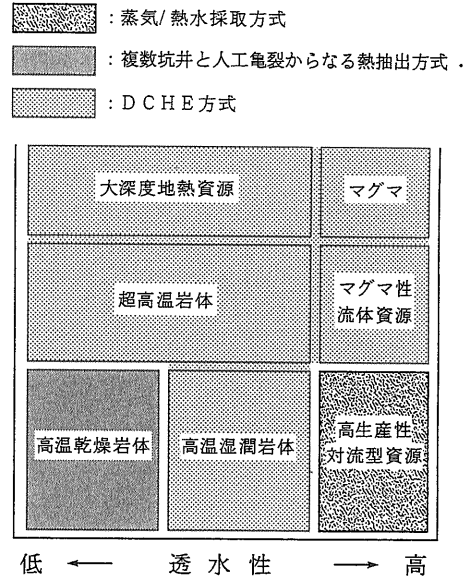 ：蒸気/熱水採取方式
：複数坑井と人工亀裂からなる熱抽出方式．
：ＤＣＨＥ方式
大深度地熱資源
マグマ
超高温岩体
マグマ性
流体資源
高温乾燥岩体
高温湿潤岩体
高生産性
対流型資源
低 ← 透水性 → 高